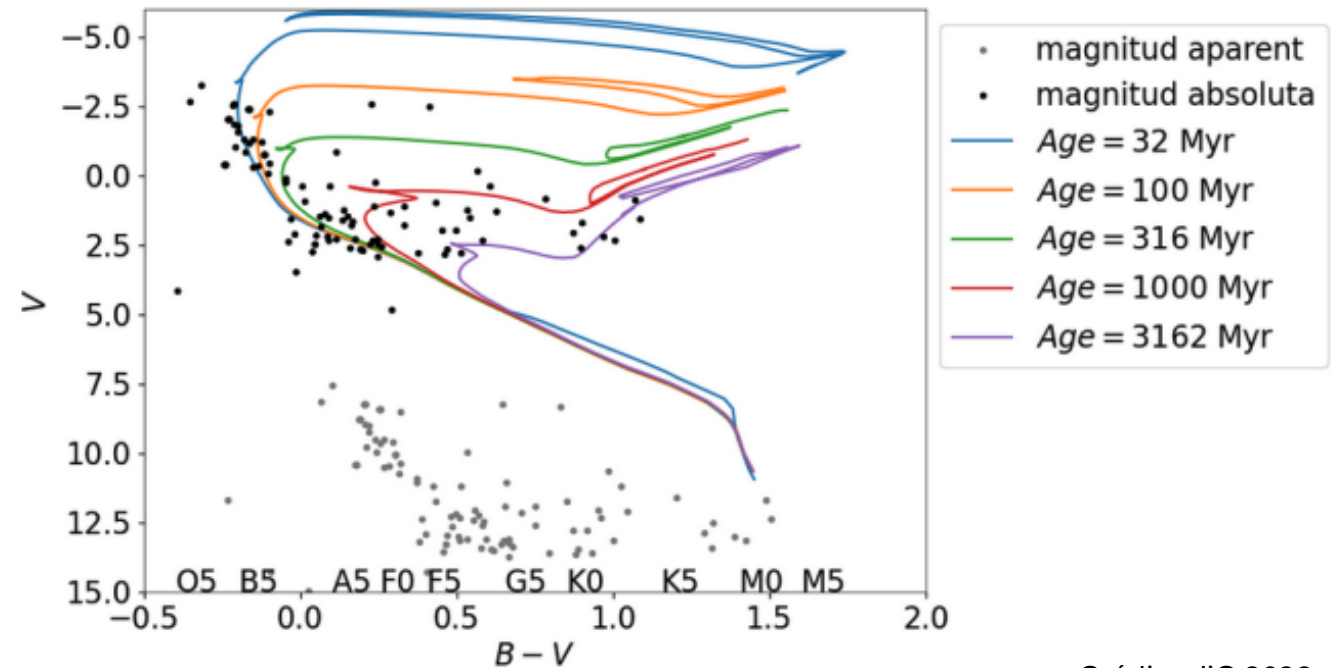 −5.0
−2.5
0.0
2.5
5.0
7.5
10.0
12.5
15.0
V
O5 B5 A5 F0 F5 G5 K0 K5 M0 M5
−0.5 0.0 0.5 1.0 1.5 2.0
B − V
magnitud aparent
magnitud absoluta
Age = 32 Myr
Age = 100 Myr
Age = 316 Myr
Age = 1000 Myr
Age = 3162 Myr